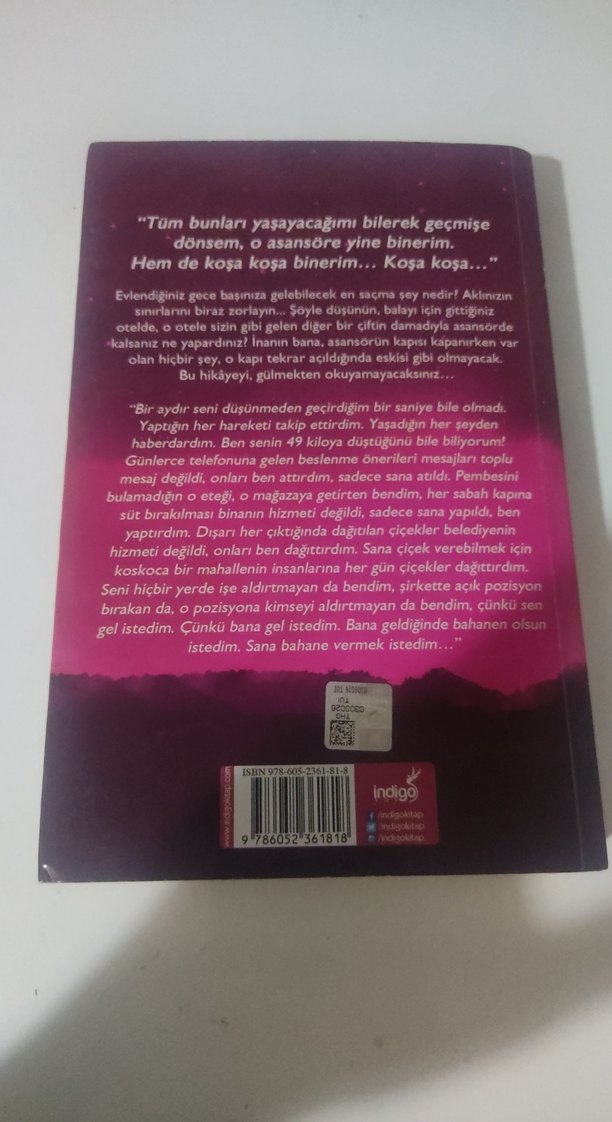 “Tüm bunları yaşayacağımı bilerek geçmişe
dönsem, o asansöre yine binerim.
Hem de koşa koşa binerim... Koşa koşa...”
Evlendiğiniz gece başınıza gelebilecek en saçma şey nedir? Aklınızın
sınırlarını biraz zorlayın... Şöyle düşünün, balayı için gittiğiniz
otelde, o otele sizin gibi gelen diğer bir çiftin damadıyla asansörde
kalsanız ne yapardınız? İnanın bana, asansörün kapısı kapanırken var
olan hiçbir şey, o kapı tekrar açıldığında eskisi gibi olmayacak.
Bu hikâyeyi, gülmekten okuyamayacaksınız...
“Bir aydır seni düşünmeden geçirdiğim bir saniye bile olmadı.
Yaptığın her hareketi takip ettirdim. Yaşadığın her şeyden
haberdardım. Ben senin 49 kiloya düştüğünü bile biliyorum!
Günlerce telefonuna gelen beslenme önerileri mesajları toplu
mesaj değildi, onları ben attırdım, sadece sana atıldı. Pembesini
bulamadığın o eteği, o mağazaya getirten bendim, her sabah kapına
süt bırakılması binanın hizmeti değildi, sadece sana yapıldı, ben
yaptırdım. Dışarı her çıktığında dağıtılan çiçekler belediyenin
hizmeti değildi, onları ben dağıttırdım. Sana çiçek verebilmek için
koskoca bir mahallenin insanlarına her gün çiçekler dağıttırdım.
Seni hiçbir yerde işe aldırtmayan da bendim, şirkette açık pozisyon
bırakan da, o pozisyona kimseyi aldırtmayan da bendim, çünkü sen
gel istedim. Çünkü bana gel istedim. Bana geldiğinde bahanen olsun
istedim. Sana bahane vermek istedim...”
0300026 TUI
TUI
0300026
THG
www.indigokitap.com
ISBN 978-605-2361-81-8
9 786052 361818
indigo
/indigokitap
/indigokitap
/indigokitap